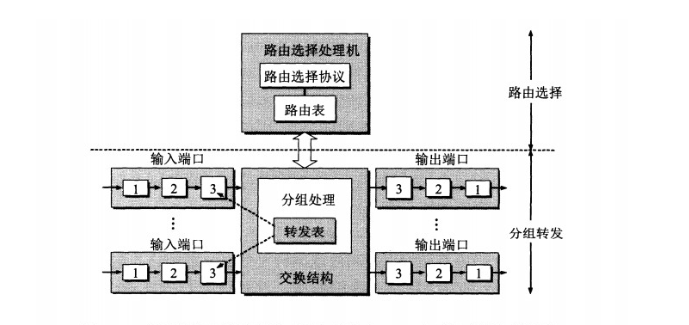 路由选择处理机
路由选择协议
路由表
路由选择
输入端口
输出端口
1 2 3
3 2 1
分组处理
转发表
分组转发
输入端口
输出端口
1 2 3
3 2 1
交换结构